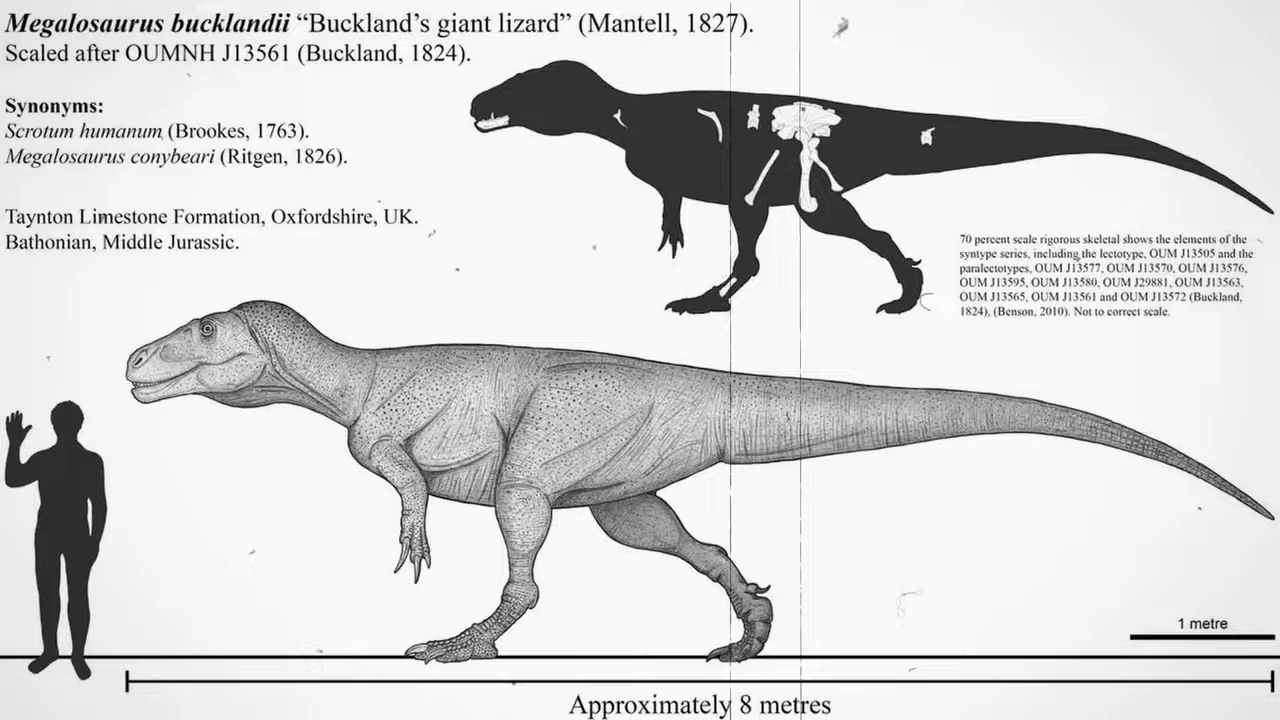 Megalosaurus bucklandii “Buckland’s giant lizard” (Mantell, 1827).
Scaled after OUMNH J13561 (Buckland, 1824).
Synonyms:
Scrotum humanum (Brookes, 1763).
Megalosaurus conybeari (Ritgen, 1826).
Taynton Limestone Formation, Oxfordshire, UK.
Bathonian, Middle Jurassic.
70 percent scale rigorous skeletal shows the elements of the
syntype series, including the lectotype, OUM J13505 and the
paralectotypes, OUM J13577, OUM J13570, OUM J13576,
OUM J13595, OUM J13580, OUM J29881, OUM J13563,
OUM J13565, OUM J13561 and OUM J13572 (Buckland,
1824), (Benson, 2010). Not to correct scale.
1 metre
Approximately 8 metres